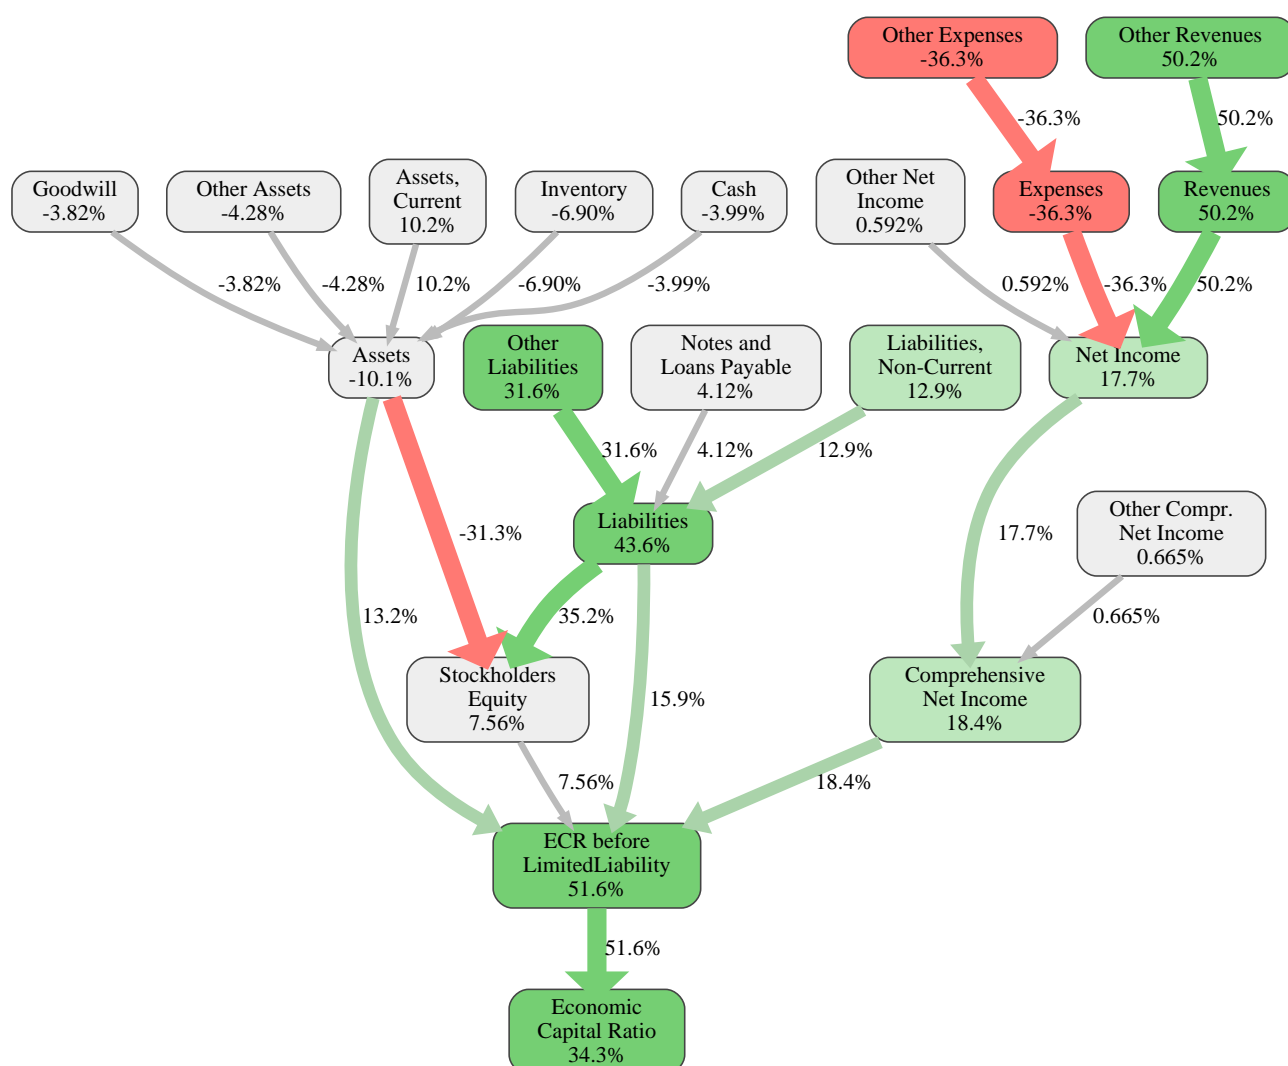 Other Expenses
-36.3%
Other Revenues
50.2%
-36.3%
50.2%
Goodwill
-3.82%
Other Assets
-4.28%
Assets,
Current
10.2%
Inventory
-6.90%
Cash
-3.99%
Other Net
Income
0.592%
Expenses
-36.3%
Revenues
50.2%
-3.82%
-4.28%
10.2%
-6.90%
-3.99%
0.592%
-36.3%
50.2%
Assets
-10.1%
Other
Liabilities
31.6%
Notes and
Loans Payable
4.12%
Liabilities,
Non-Current
12.9%
Net Income
17.7%
31.6%
4.12%
12.9%
Liabilities
43.6%
-31.3%
17.7%
Other Compr.
Net Income
0.665%
13.2%
35.2%
0.665%
Stockholders
Equity
7.56%
15.9%
Comprehensive
Net Income
18.4%
7.56%
18.4%
ECR before
LimitedLiability
51.6%
51.6%
Economic
Capital Ratio
34.3%